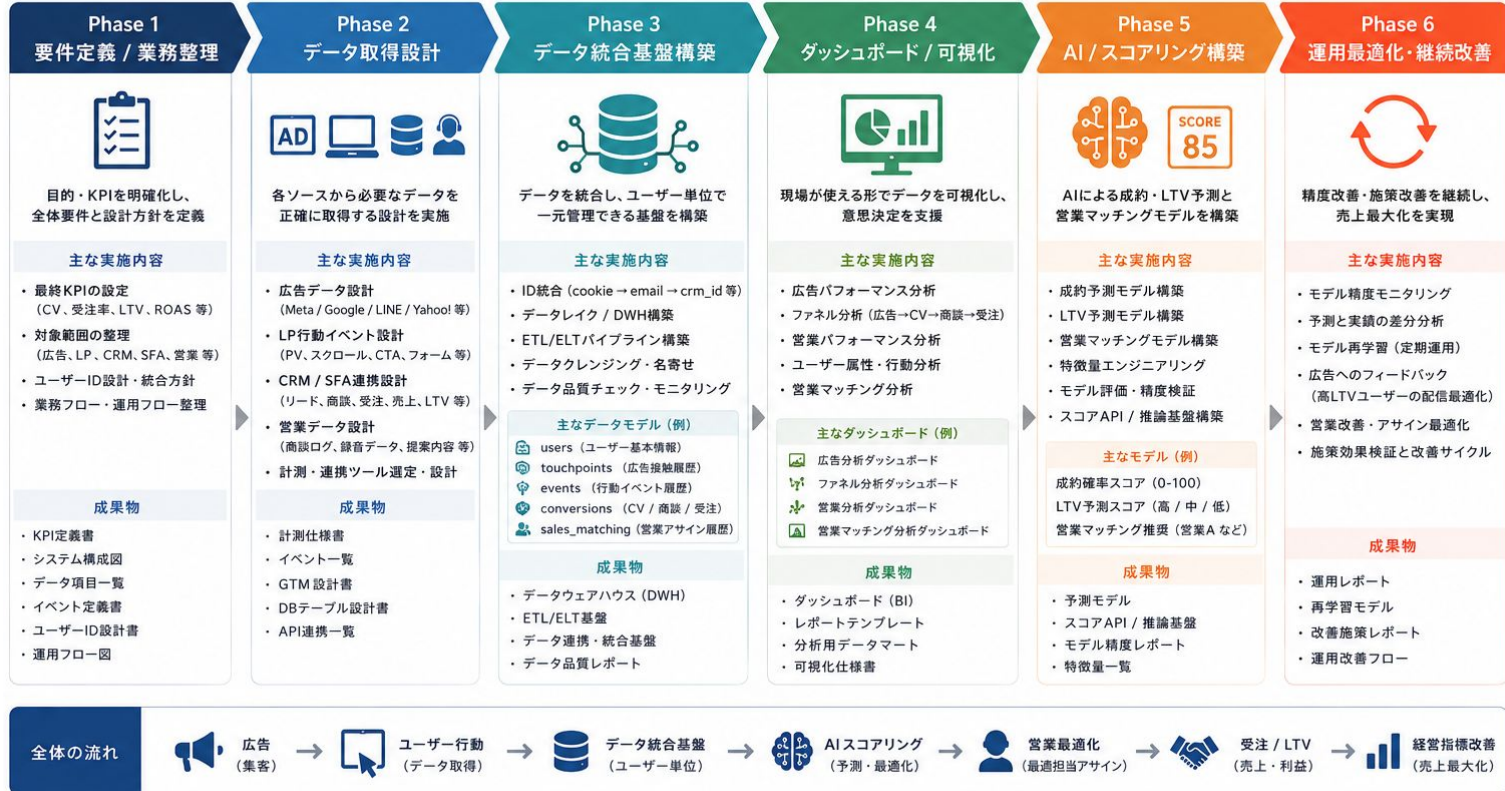 Phase 1
要件定義 / 業務整理
目的・KPIを明確化し、
全体要件と設計方針を定義
主な実施内容
・最終KPIの設定
(CV、受注率、LTV、ROAS 等)
・対象範囲の整理
(広告、LP、CRM、SFA、営業 等)
・ユーザーID設計・統合方針
・業務フロー・運用フロー整理
成果物
・KPI定義書
・システム構成図
・データ項目一覧
・イベント定義書
・ユーザーID設計書
・運用フロー図
Phase 2
データ取得設計
AD
各ソースから必要なデータを
正確に取得する設計を実施
主な実施内容
・広告データ設計
(Meta / Google / LINE / Yahoo! 等)
・LP行動イベント設計
(PV、スクロール、CTA、フォーム 等)
・CRM / SFA連携設計
(リード、商談、受注、売上、LTV 等)
・営業データ設計
(商談ログ、録音データ、提案内容 等)
・計測・連携ツール選定・設計
成果物
・計測仕様書
・イベント一覧
・GTM 設計書
・DBテーブル設計書
・API連携一覧
Phase 3
データ統合基盤構築
データを統合し、ユーザー単位で
一元管理できる基盤を構築
主な実施内容
・ID統合 (cookie → email → crm_id 等)
・データレイク / DWH構築
・ETL/ELTパイプライン構築
・データクレンジング・名寄せ
・データ品質チェック・モニタリング
主なデータモデル (例)
users (ユーザー基本情報)
touchpoints (広告接触履歴)
events (行動イベント履歴)
conversions (CV / 商談 / 受注)
sales_matching (営業アサイン履歴)
成果物
・データウェアハウス (DWH)
・ETL/ELT基盤
・データ連携・統合基盤
・データ品質レポート
Phase 4
ダッシュボード / 可視化
現場が使える形でデータを可視化し、
意思決定を支援
主な実施内容
・広告パフォーマンス分析
・ファネル分析 (広告→CV→商談→受注)
・営業パフォーマンス分析
・ユーザー属性・行動分析
・営業マッチング分析
主なダッシュボード (例)
広告分析ダッシュボード
ファネル分析ダッシュボード
営業分析ダッシュボード
営業マッチング分析ダッシュボード
成果物
・ダッシュボード (BI)
・レポートテンプレート
・分析用データマート
・可視化仕様書
Phase 5
AI / スコアリング構築
SCORE
85
AIによる成約・LTV予測と
営業マッチングモデルを構築
主な実施内容
・成約予測モデル構築
・LTV予測モデル構築
・営業マッチングモデル構築
・特徴量エンジニアリング
・モデル評価・精度検証
・スコアAPI / 推論基盤構築
主なモデル (例)
成約確率スコア (0-100)
LTV予測スコア (高 / 中 / 低)
営業マッチング推奨 (営業A など)
成果物
・予測モデル
・スコアAPI / 推論基盤
・モデル精度レポート
・特徴量一覧
Phase 6
運用最適化・継続改善
精度改善・施策改善を継続し、
売上最大化を実現
主な実施内容
・モデル精度モニタリング
・予測と実績の差分分析
・モデル再学習 (定期運用)
・広告へのフィードバック
(高LTVユーザーの配信最適化)
・営業改善・アサイン最適化
・施策効果検証と改善サイクル
成果物
・運用レポート
・再学習モデル
・改善施策レポート
・運用改善フロー
全体の流れ
広告
(集客)
→
ユーザー行動
(データ取得)
→
データ統合基盤
(ユーザー単位)
→
AI スコアリング
(予測・最適化)
→
営業最適化
(最適担当アサイン)
→
受注 / LTV
(売上・利益)
→
経営指標改善
(売上最大化)